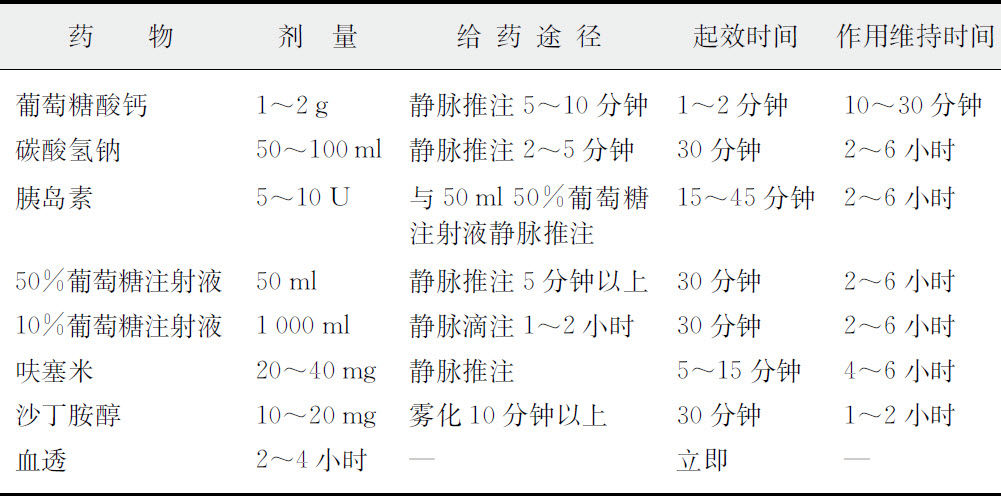 药 物 剂 量 给 药 途 径 起效时间 作用维持时间
葡萄糖酸钙 1～2 g 静脉推注 5～10 分钟 1～2 分钟 10～30 分钟
碳酸氢钠 50～100 ml 静脉推注 2～5 分钟 30 分钟 2～6 小时
胰岛素 5～10 U 与 50 ml 50%葡萄糖 15～45 分钟 2～6 小时
注射液静脉推注
50%葡萄糖注射液 50 ml 静脉推注 5 分钟以上 30 分钟 2～6 小时
10%葡萄糖注射液 1 000 ml 静脉滴注 1～2 小时 30 分钟 2～6 小时
呋塞米 20～40 mg 静脉推注 5～15 分钟 4～6 小时
沙丁胺醇 10～20 mg 雾化 10 分钟以上 30 分钟 1～2 小时
血透 2～4 小时 — 立即 —